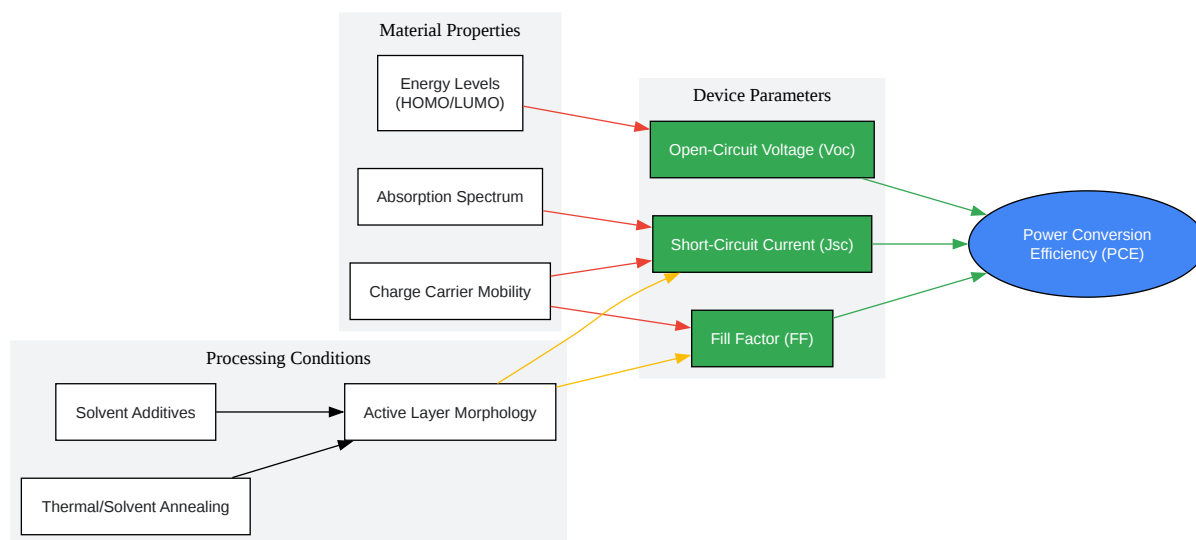 Material Properties
Energy Levels
(HOMO/LUMO)
Absorption Spectrum
Charge Carrier Mobility
Device Parameters
Open-Circuit Voltage (Voc)
Short-Circuit Current (Jsc)
Fill Factor (FF)
Power Conversion
Efficiency (PCE)
Processing Conditions
Solvent Additives
Active Layer Morphology
Thermal/Solvent Annealing